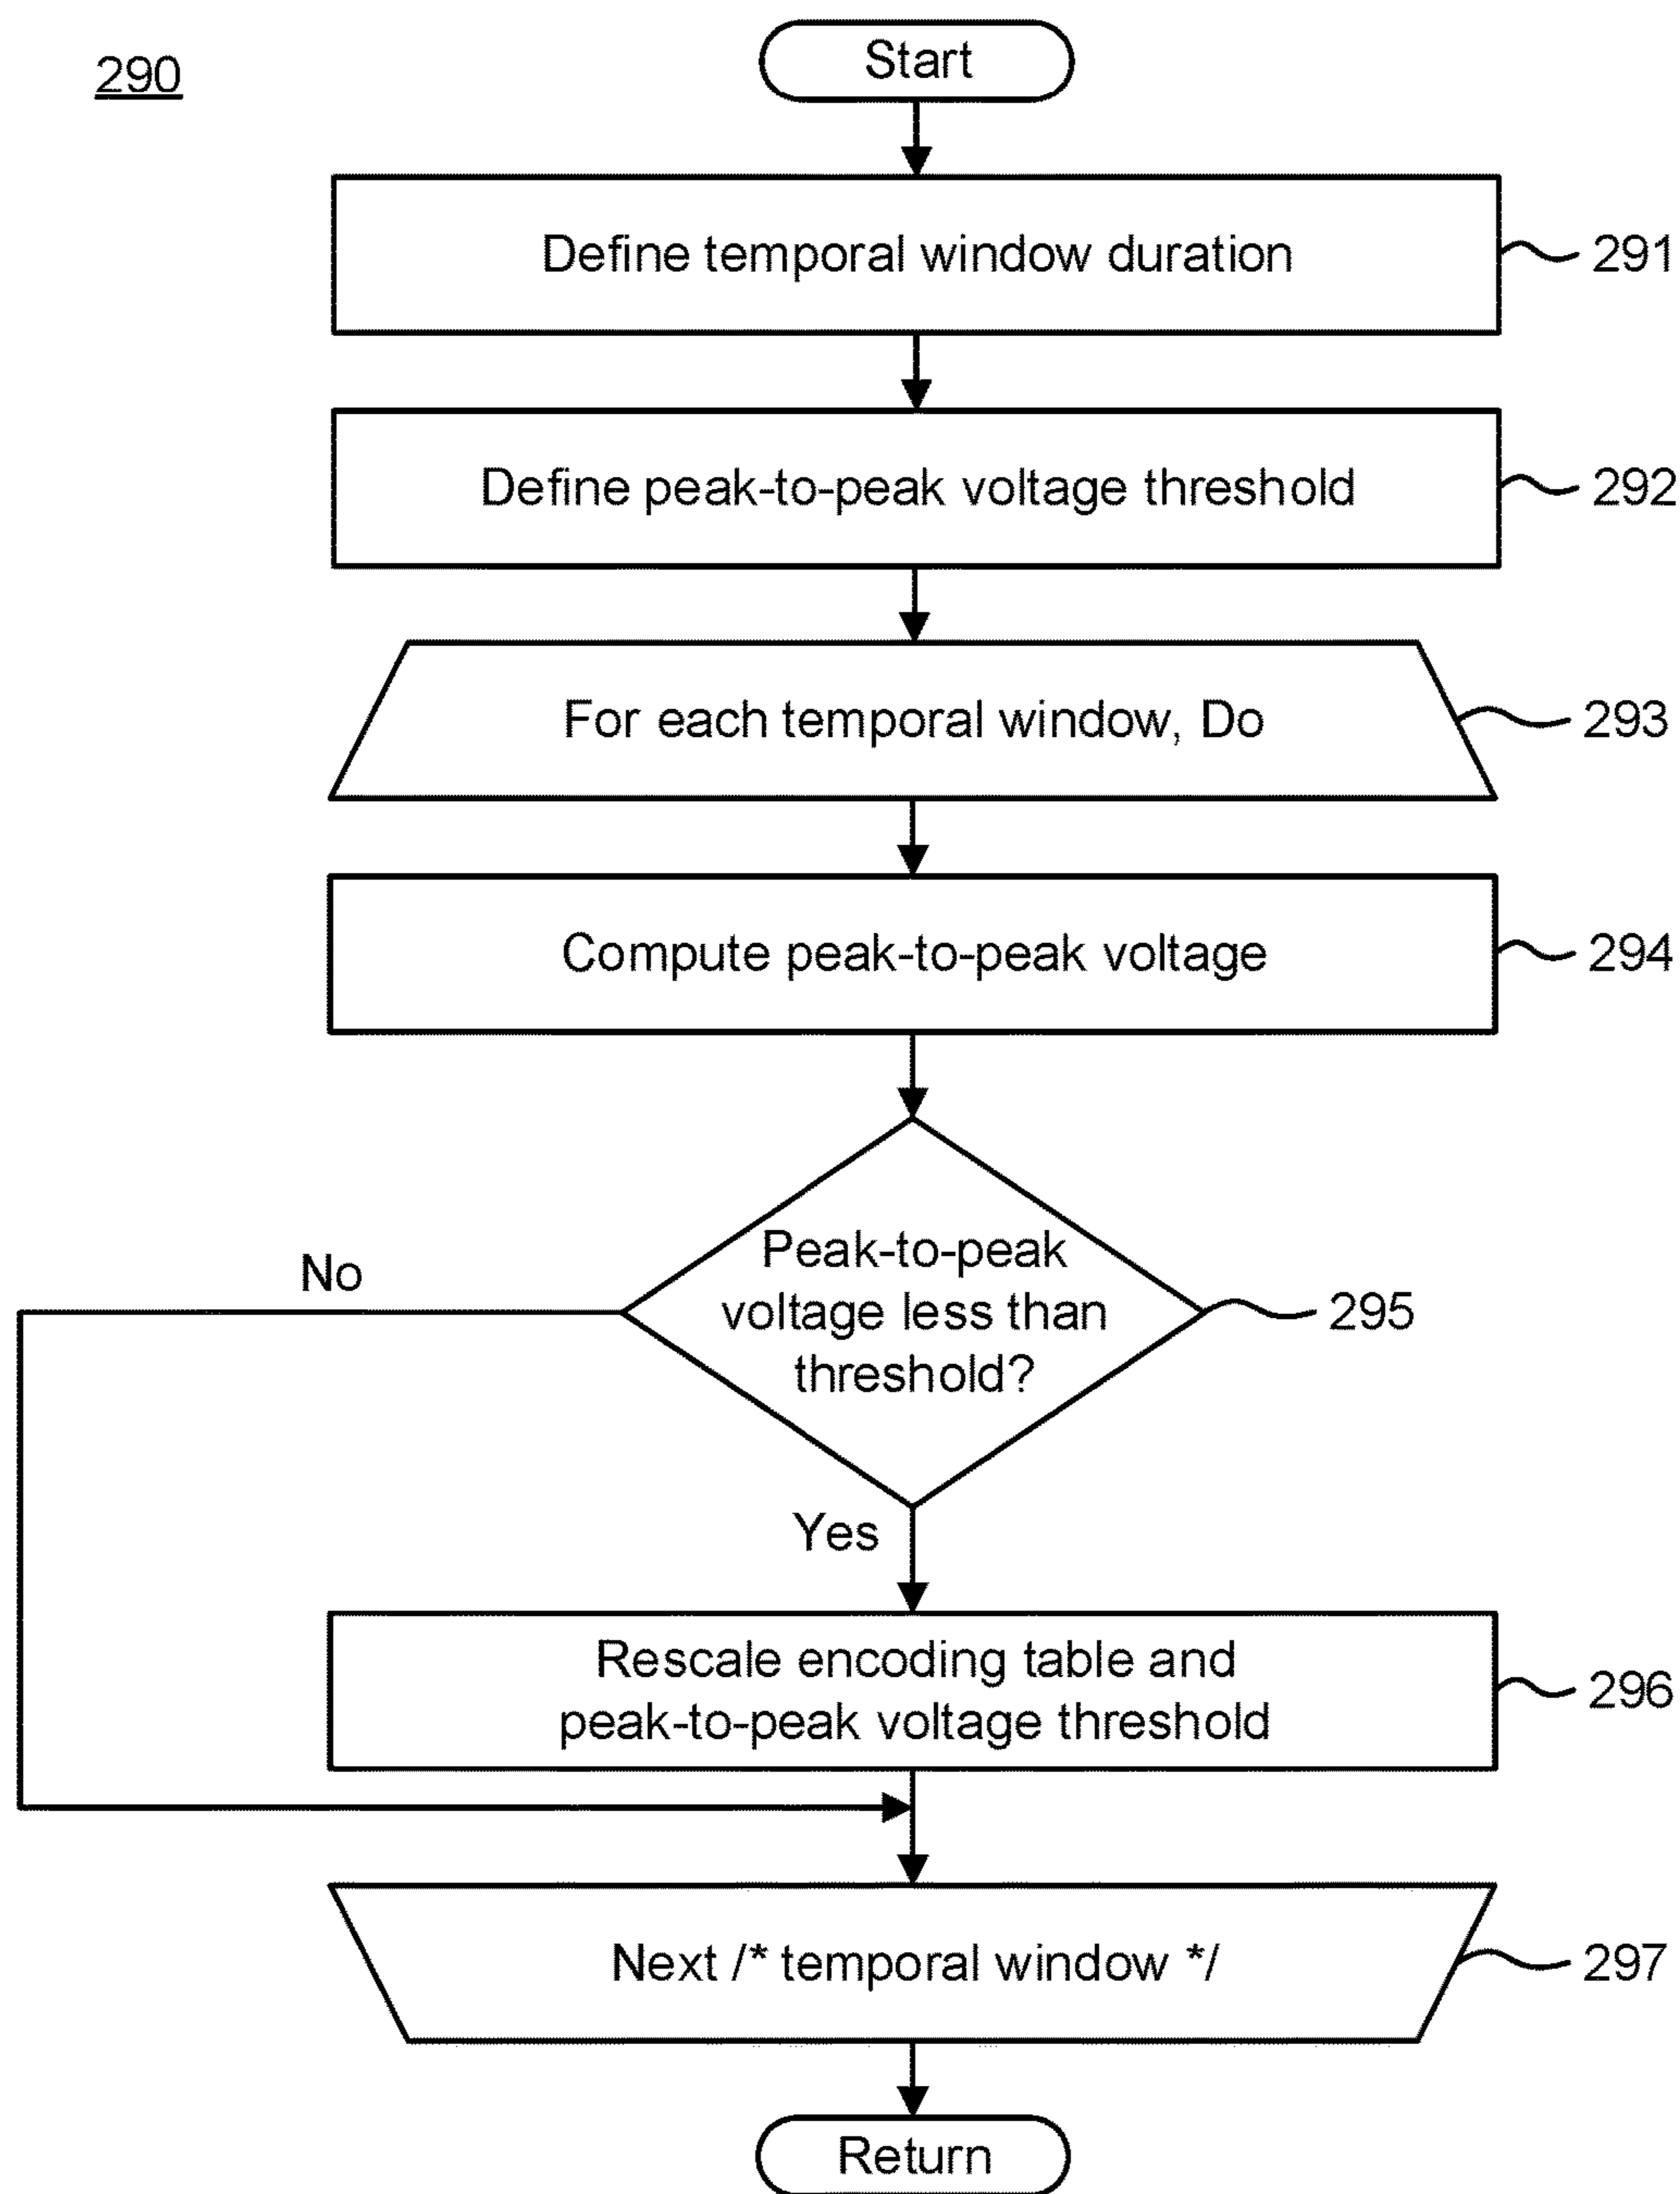 290
Start
Define temporal window duration
291
Define peak-to-peak voltage threshold
292
For each temporal window, Do
293
Compute peak-to-peak voltage
294
Peak-to-peak
voltage less than
threshold?
295
No
Yes
Rescale encoding table and
peak-to-peak voltage threshold
296
Next /* temporal window */
297
Return